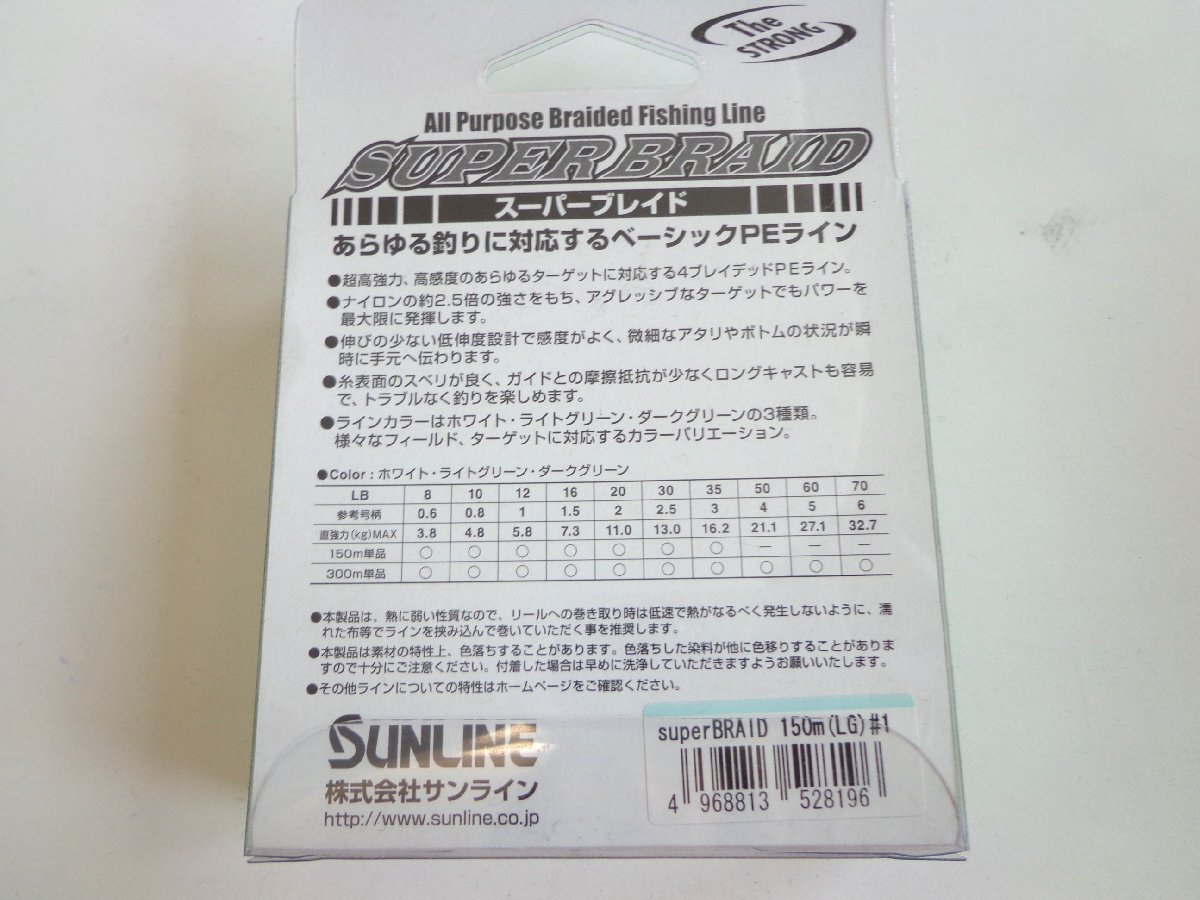 The
STRONG
All Purpose Braided Fishing Line
SUPER BRAID
スーパーブレイド
あらゆる釣りに対応するベーシックPEライン
●超高強力、高感度のあらゆるターゲットに対応する4ブレイデッドPEライン。
●ナイロンの約2.5倍の強さをもち、アグレッシブなターゲットでもパワーを
最大限に発揮します。
●伸びの少ない低伸度設計で感度がよく、微細なアタリやボトムの状況が瞬
時に手元へ伝わります。
●糸表面のスベリが良く、ガイドとの摩擦抵抗が少なくロングキャストも容易
で、トラブルなく釣りを楽しめます。
●ラインカラーはホワイト・ライトグリーン・ダークグリーンの3種類。
様々なフィールド、ターゲットに対応するカラーバリエーション。
●Color：ホワイト・ライトグリーン・ダークグリーン
LB 8 10 12 16 20 30 35 50 60 70
参考号柄 0.6 0.8 1 1.5 2 2.5 3 4 5 6
直強力(kg)MAX 3.8 4.8 5.8 7.3 11.0 13.0 16.2 21.1 27.1 32.7
150m単品 ○ ○ ○ ○ ○ ○ ○ － － －
300m単品 ○ ○ ○ ○ ○ ○ ○ ○ ○ ○
●本製品は、熱に弱い性質なので、リールへの巻き取り時は低速で熱がなるべく発生しないように、濡
れた布等でラインを挟み込んで巻いていただく事を推奨します。
●本製品は素材の特性上、色落ちすることがあります。色落ちした染料が他に色移りすることがありま
すので十分にご注意ください。付着した場合は早めに洗浄していただきますようお願いいたします。
●その他ラインについての特性はホームページをご確認ください。
SUNLINE
株式会社サンライン
http://www.sunline.co.jp
superBRAID 150m(LG)#1
4 968813 528196